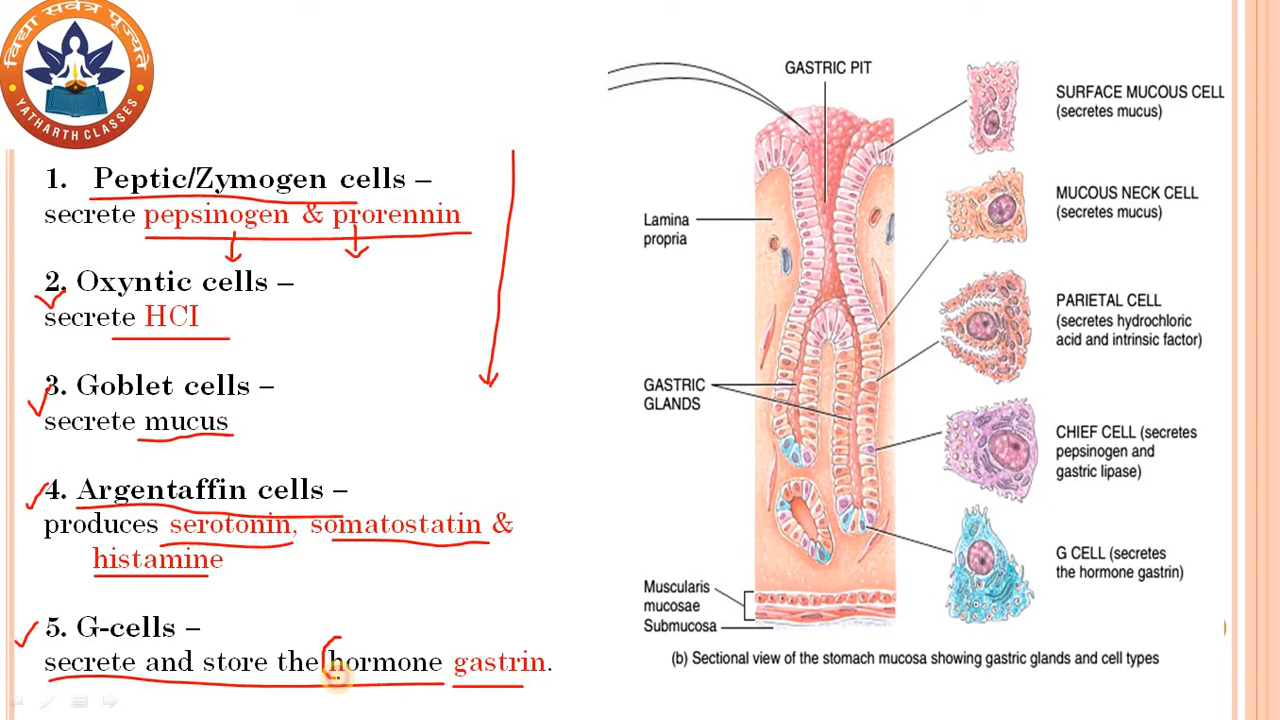 विद्या सर्वत्र पूज्यते
YATHARTH CLASSES
1. Peptic/Zymogen cells –
secrete pepsinogen & prorennin
2. Oxyntic cells –
secrete HCI
3. Goblet cells –
secrete mucus
4. Argentaffin cells –
produces serotonin, somatostatin &
histamine
5. G-cells –
secrete and store the hormone gastrin.
GASTRIC PIT
SURFACE MUCOUS CELL
(secretes mucus)
MUCOUS NECK CELL
(secretes mucus)
Lamina
propria
PARIETAL CELL
(secretes hydrochloric
acid and intrinsic factor)
GASTRIC
GLANDS
CHIEF CELL (secretes
pepsinogen and
gastric lipase)
G CELL (secretes
the hormone gastrin)
Muscularis
mucosae
Submucosa
(b) Sectional view of the stomach mucosa showing gastric glands and cell types